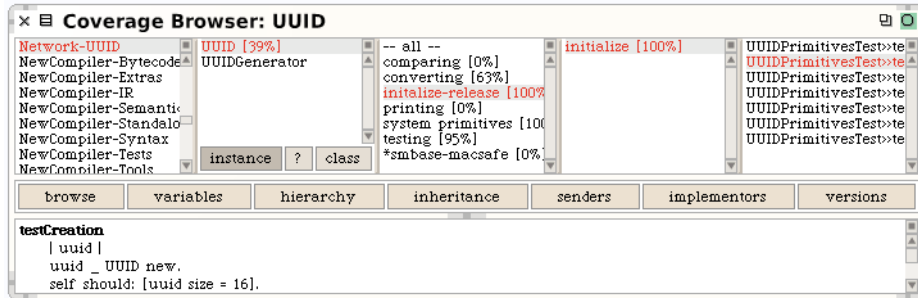 Coverage Browser: UUID
Network-UUID
NewCompiler-Bytecode
NewCompiler-Extras
NewCompiler-IR
NewCompiler-Semantic
NewCompiler-Standalo
NewCompiler-Syntax
NewCompiler-Tests
NewCompiler-Tools
UUID [39%]
UUIDGenerator
instance ? class
-- all --
comparing [0%]
converting [63%]
initalize-release [100%
printing [0%]
system primitives [100
testing [95%]
*smbase-macsafe [0%]
initialize [100%]
UUIDPrimitivesTest>>te
UUIDPrimitivesTest>>te
UUIDPrimitivesTest>>te
UUIDPrimitivesTest>>te
UUIDPrimitivesTest>>te
UUIDPrimitivesTest>>te
UUIDPrimitivesTest>>te
browse variables hierarchy inheritance senders implementors versions
testCreation
| uuid |
uuid _ UUID new.
self should: [uuid size = 16].